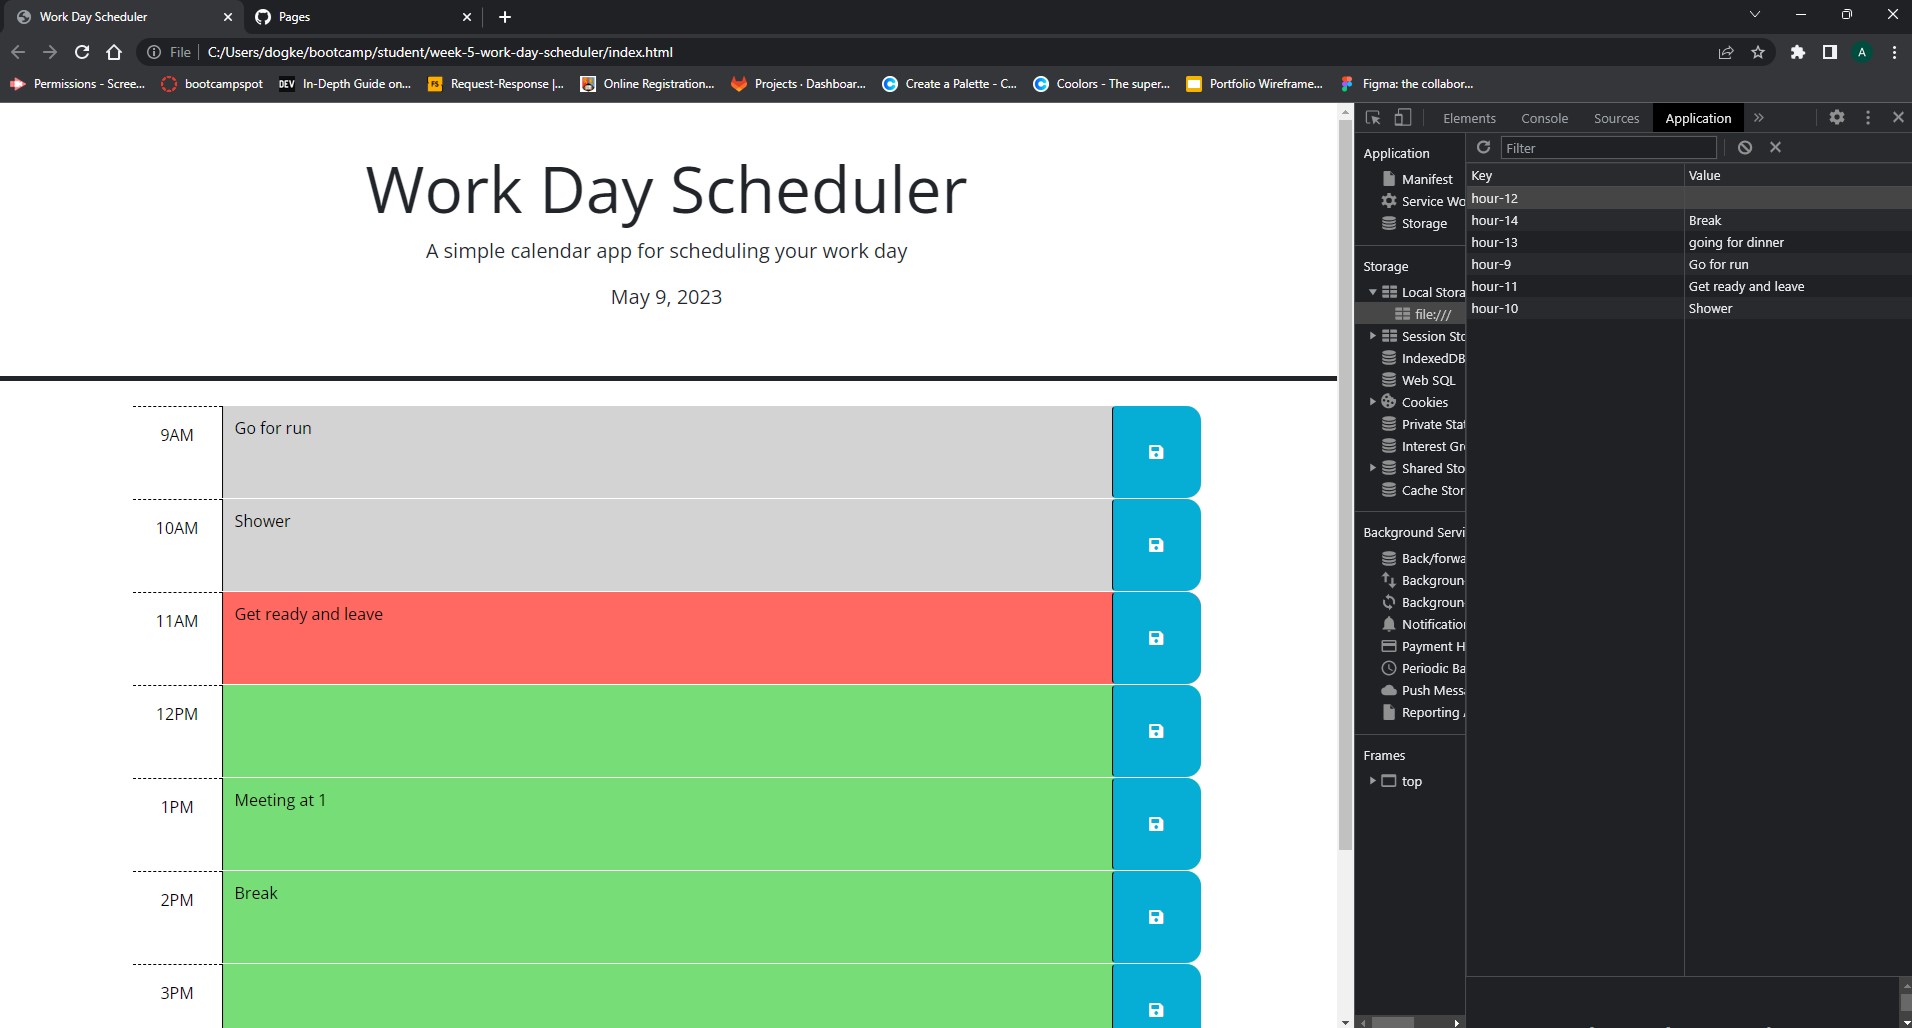 Work Day Scheduler
Pages
File
C:/Users/dogke/bootcamp/student/week-5-work-day-scheduler/index.html
A
Permissions - Scree...
bootcampspot
DEV In-Depth Guide on...
FS Request-Response |...
Online Registration...
Projects · Dashboar...
C Create a Palette - C...
C Coolors - The super...
Portfolio Wireframe...
Figma: the collabor...
Work Day Scheduler
A simple calendar app for scheduling your work day
May 9, 2023
9AM Go for run
10AM Shower
11AM Get ready and leave
12PM
1PM Meeting at 1
2PM Break
3PM
Elements Console Sources Application
Application
Manifest
Service Wo
Storage
Storage
Local Stora
file:///
Session Sto
IndexedDB
Web SQL
Cookies
Private Stat
Interest Gr
Shared Sto
Cache Stor
Background Servi
Back/forwa
Backgroun
Backgroun
Notification
Payment H
Periodic Ba
Push Messa
Reporting
Frames
top
Filter
Key Value
hour-12
hour-14 Break
hour-13 going for dinner
hour-9 Go for run
hour-11 Get ready and leave
hour-10 Shower